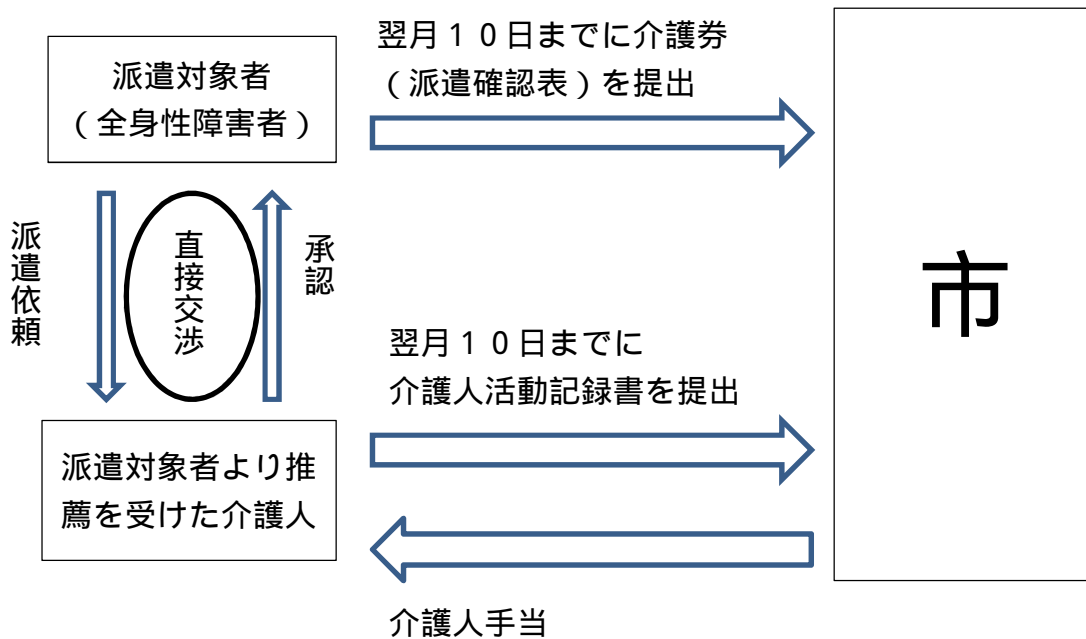 派遣対象者
（全身性障害者）
翌月１０日までに介護券
（派遣確認表）を提出
派遣依頼
直接交渉
承認
市
翌月１０日までに
介護人活動記録書を提出
派遣対象者より推
薦を受けた介護人
介護人手当